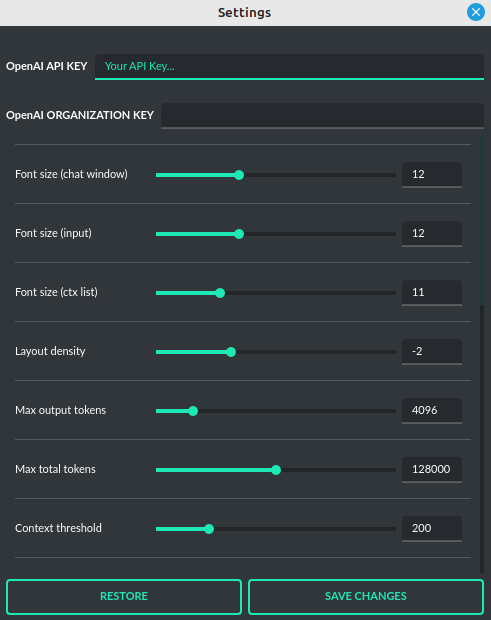 Settings
OpenAI API KEY Your API Key...
OpenAI ORGANIZATION KEY
Font size (chat window) 12
Font size (input) 12
Font size (ctx list) 11
Layout density -2
Max output tokens 4096
Max total tokens 128000
Context threshold 200
RESTORE SAVE CHANGES